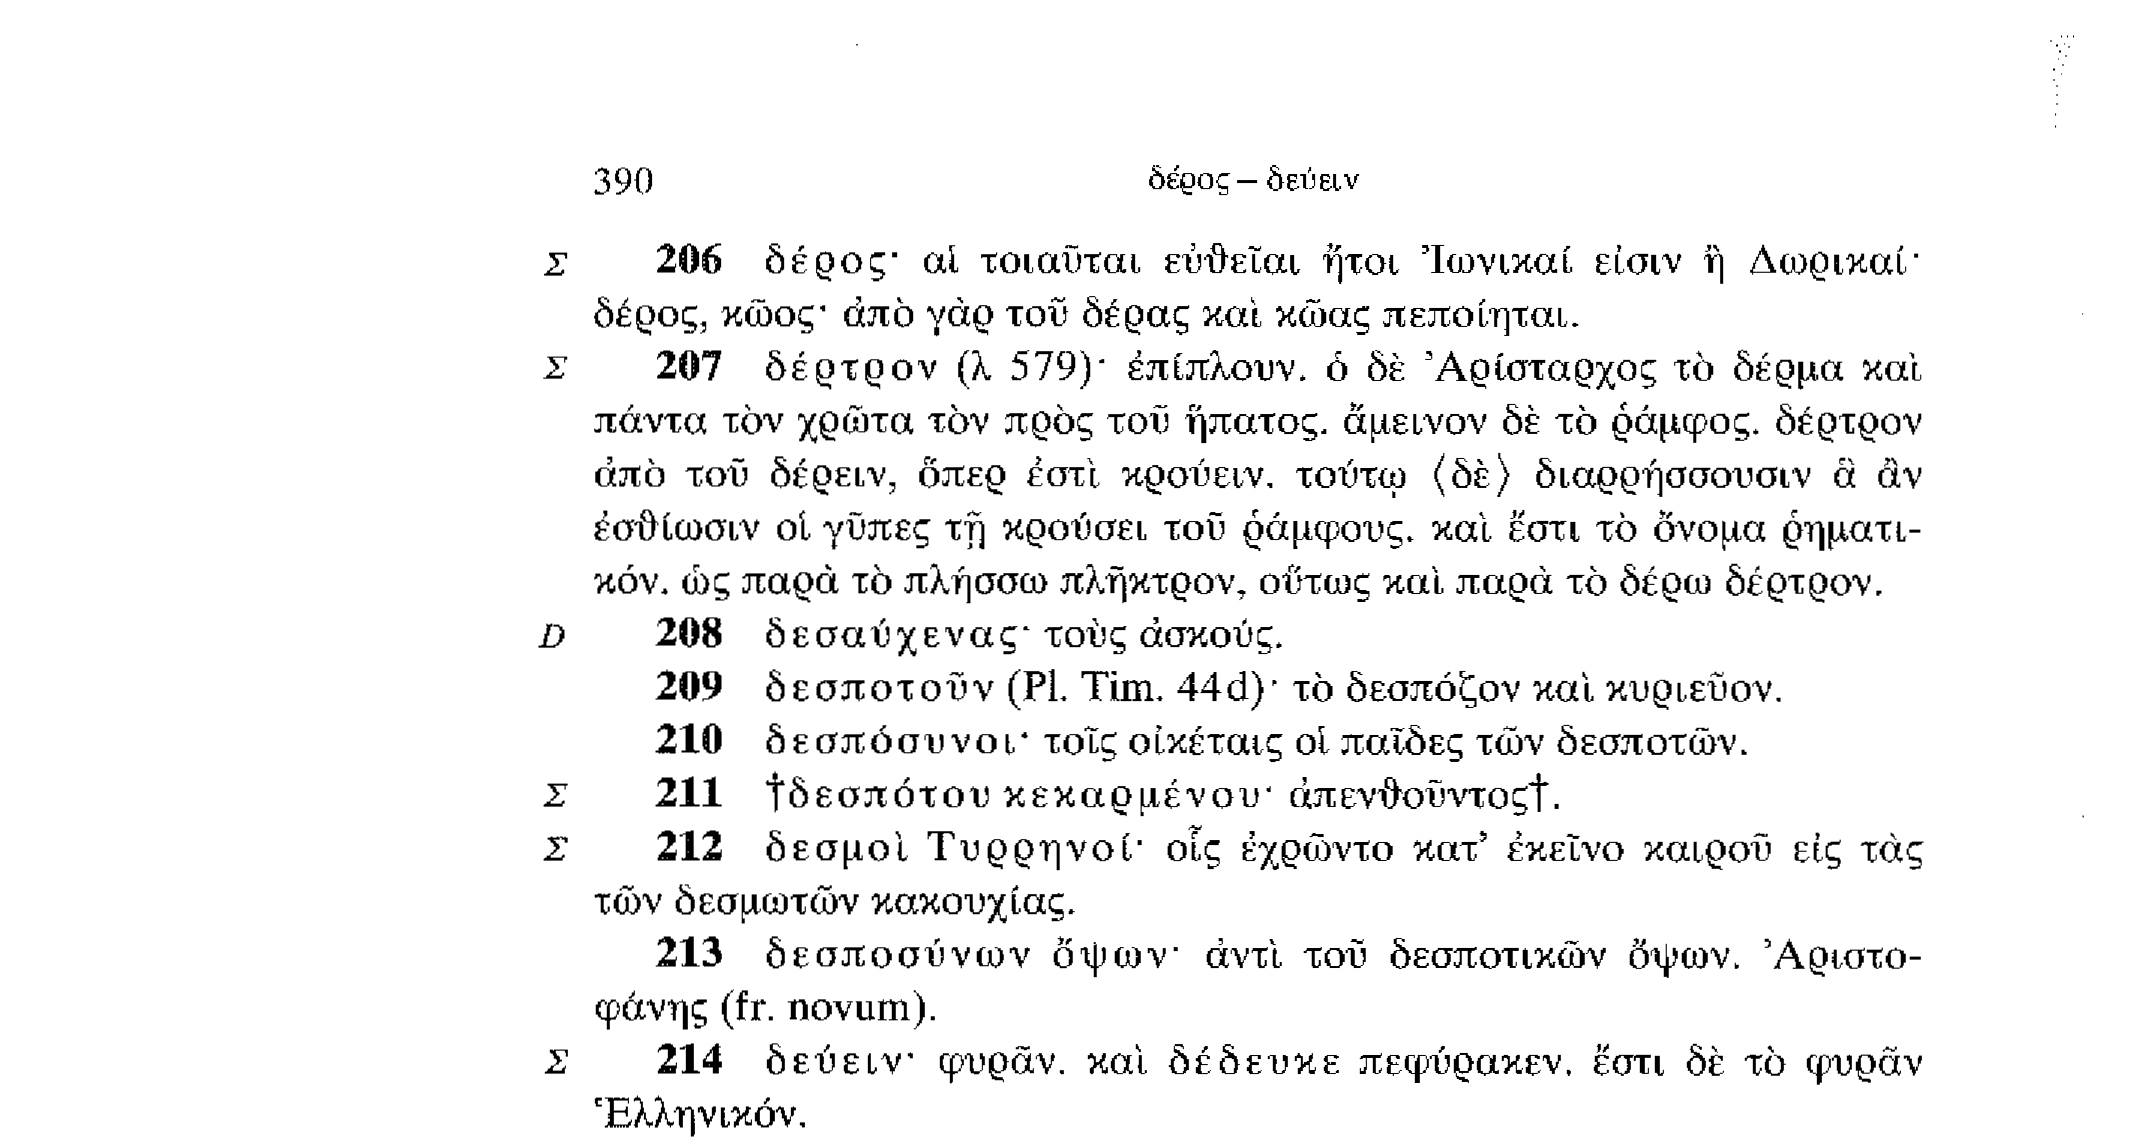 390 δέρος – δεύειν
Σ 206 δέρος· αἱ τοιαῦται εὐθεῖαι ἤτοι Ἰωνικαί εἰσιν ἢ Δωρικαί·
δέρος, κῶος· ἀπὸ γὰρ τοῦ δέρας καὶ κῶας πεποίηται.
Σ 207 δέρτρον (λ 579)· ἐπίπλουν. ὁ δὲ Ἀρίσταρχος τὸ δέρμα καὶ
πάντα τὸν χρῶτα τὸν πρὸς τοῦ ἥπατος. ἄμεινον δὲ τὸ ῥάμφος. δέρτρον
ἀπὸ τοῦ δέρειν, ὅπερ ἐστὶ κρούειν. τούτῳ ⟨δὲ⟩ διαρρήσσουσιν ἃ ἂν
ἐσθίωσιν οἱ γῦπες τῇ κρούσει τοῦ ῥάμφους. καὶ ἔστι τὸ ὄνομα ῥηματι-
κόν. ὡς παρὰ τὸ πλήσσω πλῆκτρον, οὕτως καὶ παρὰ τὸ δέρω δέρτρον.
D 208 δεσαύχενας· τοὺς ἀσκούς.
209 δεσποτοῦν (Pl. Tim. 44d)· τὸ δεσπόζον καὶ κυριεῦον.
210 δεσπόσυνοι· τοῖς οἰκέταις οἱ παῖδες τῶν δεσποτῶν.
Σ 211 †δεσπότου κεκαρμένου· ἀπενθοῦντος†.
Σ 212 δεσμοὶ Τυρρηνοί· οἷς ἐχρῶντο κατ’ ἐκεῖνο καιροῦ εἰς τὰς
τῶν δεσμωτῶν κακουχίας.
213 δεσποσύνων ὄψων· ἀντὶ τοῦ δεσποτικῶν ὄψων. Ἀριστο-
φάνης (fr. novum).
Σ 214 δεύειν· φυρᾶν. καὶ δέδευκε πεφύρακεν. ἔστι δὲ τὸ φυρᾶν
Ἑλληνικόν.